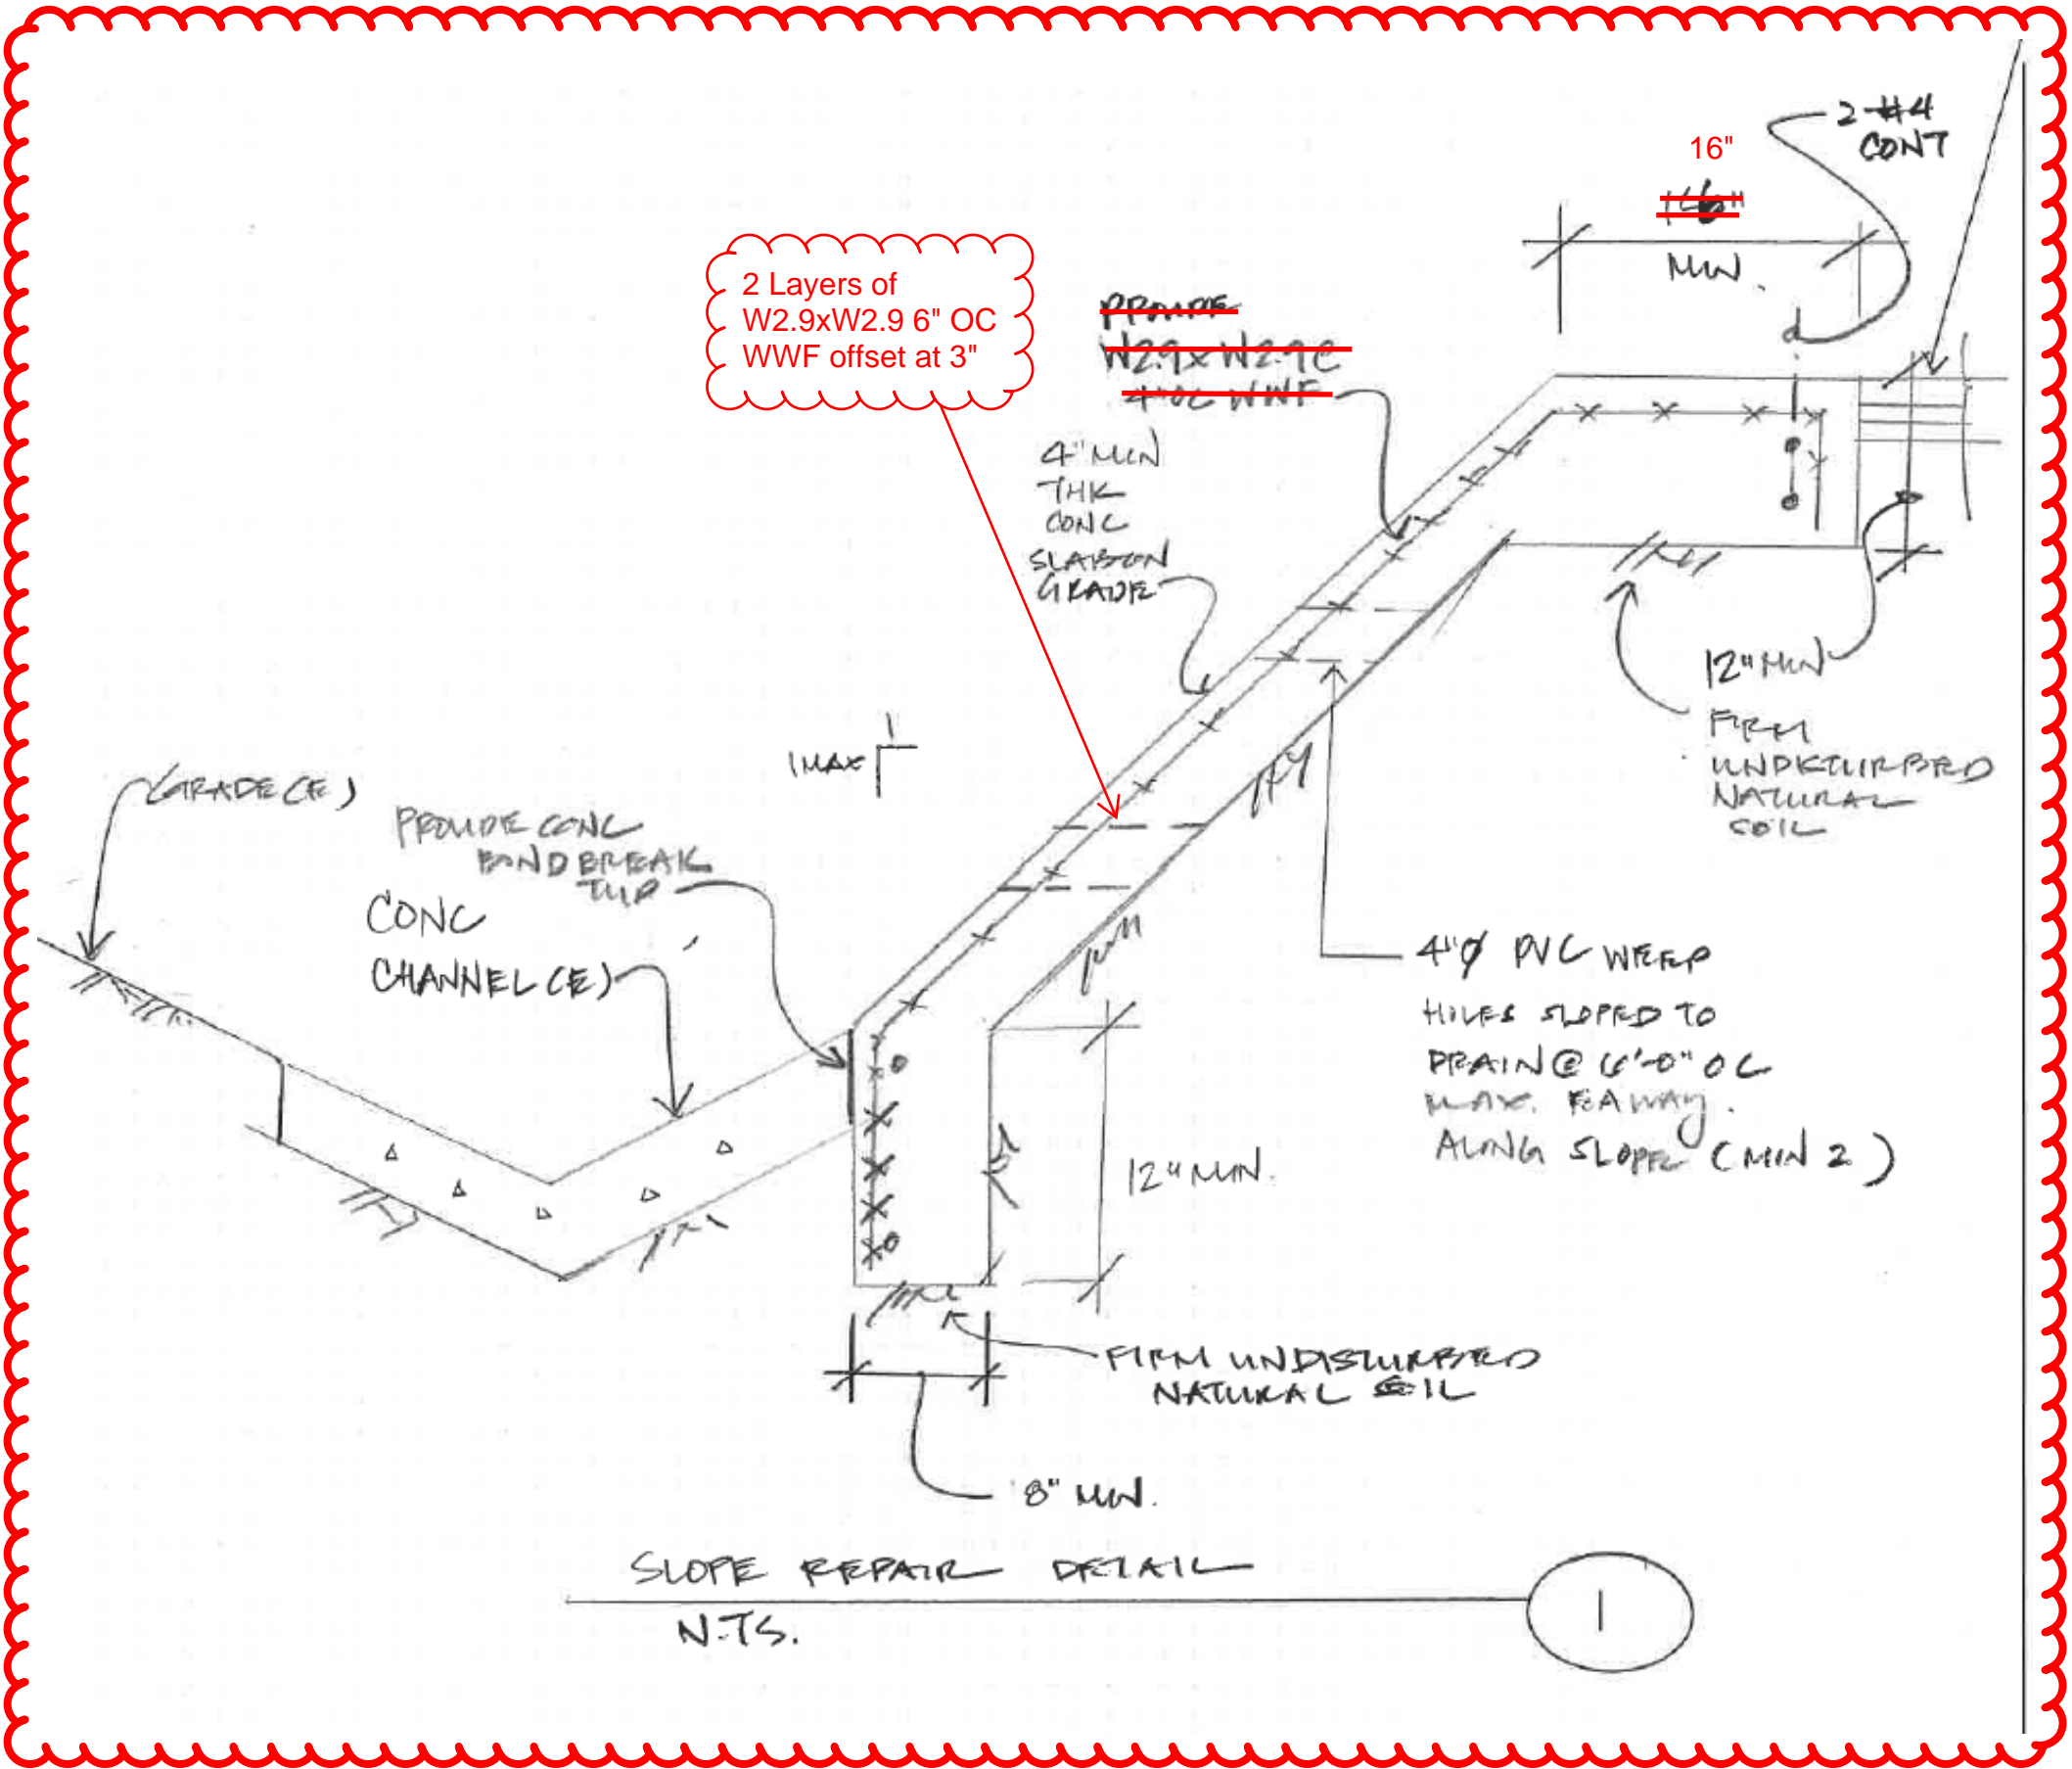 2-#4
CONT
16"
MIN.
2 Layers of
W2.9xW2.9 6" OC
WWF offset at 3"
PROVIDE
W2.9xW2.9@
4"OC WWF
4" MIN
THK
CONC
SLAB ON
GRADE
12" MIN
FIRM
UNDISTURBED
NATURAL
SOIL
1
1 MAX
GRADE (E)
PROVIDE CONC
BOND BREAK
TYP
CONC
CHANNEL (E)
4"Ø PVC WEEP
HOLES SLOPED TO
DRAIN @ 6'-0" OC
MAX. EA WAY.
ALONG SLOPE (MIN 2)
12" MIN.
FIRM UNDISTURBED
NATURAL SOIL
8" MIN.
SLOPE REPAIR DETAIL
N.T.S.
1